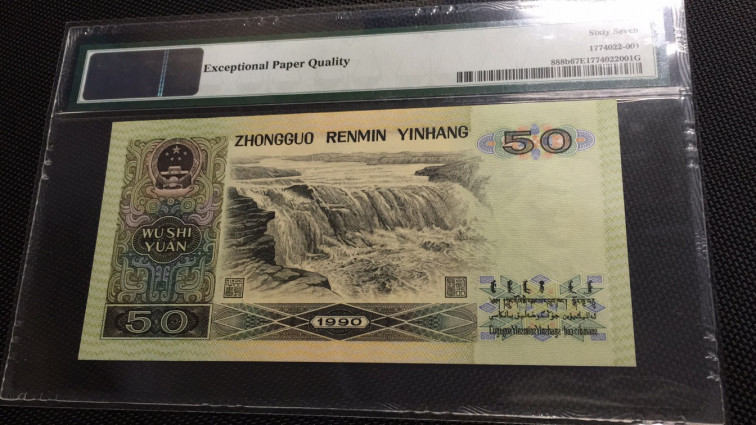 Exceptional Paper Quality
Sixty Seven
1774022-001
888b67E1774022001G
ZHONGGUO RENMIN YINHANG
50
WU SHI
YUAN
50
1990